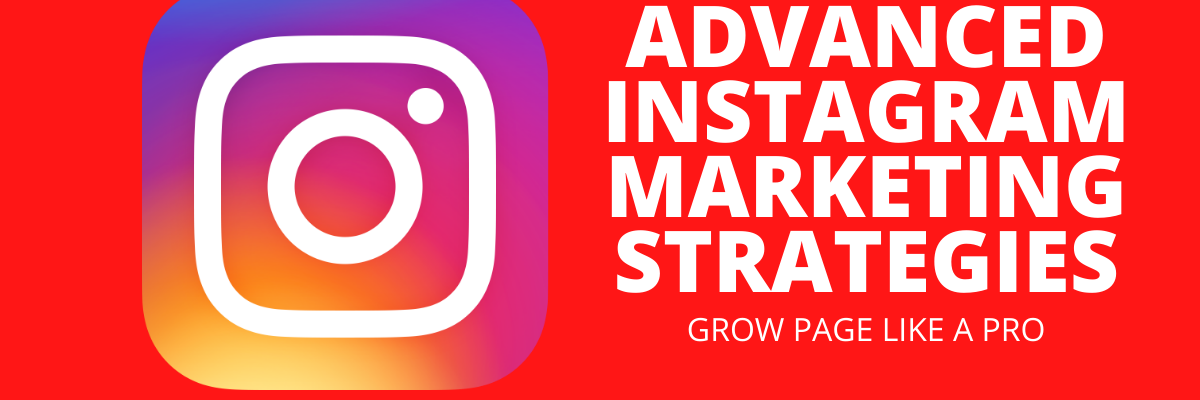 ADVANCED
INSTAGRAM
MARKETING
STRATEGIES
GROW PAGE LIKE A PRO